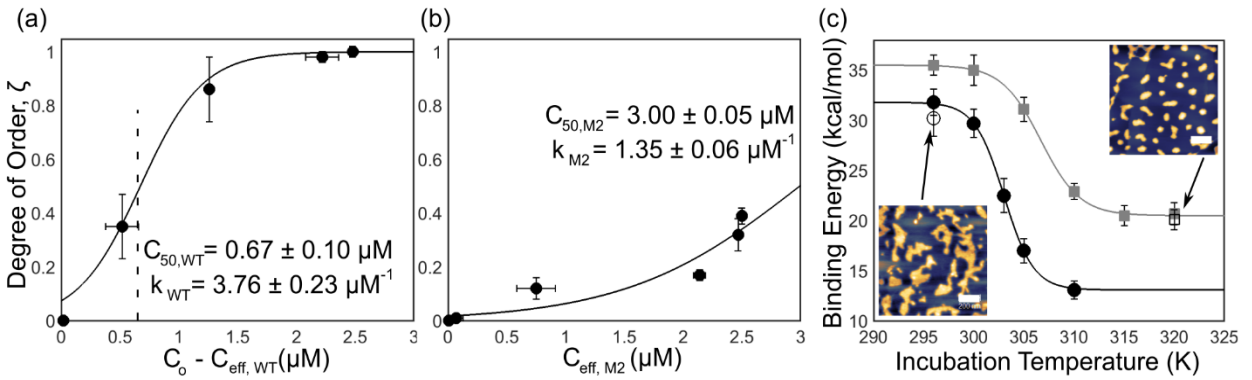 (a)
(b)
(c)
Degree of Order, ζ
1
0.8
0.6
0.4
0.2
0
C50,WT= 0.67 ± 0.10 μM
k WT= 3.76 ± 0.23 μM-1
0 0.5 1 1.5 2 2.5 3
Co - Ceff, WT(μM)
1
0.8
0.6
0.4
0.2
0
C50,M2= 3.00 ± 0.05 μM
k M2= 1.35 ± 0.06 μM-1
0 0.5 1 1.5 2 2.5 3
Ceff, M2(μM)
Binding Energy (kcal/mol)
35
30
25
20
15
10
290 295 300 305 310 315 320 325
Incubation Temperature (K)